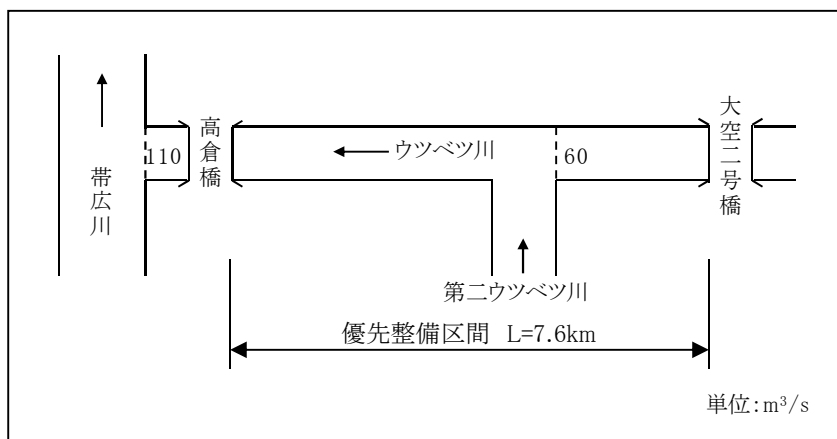 大空二号橋
高倉橋
110
ウツベツ川
60
帯広川
第二ウツベツ川
優先整備区間 L=7.6km
単位:m³/s